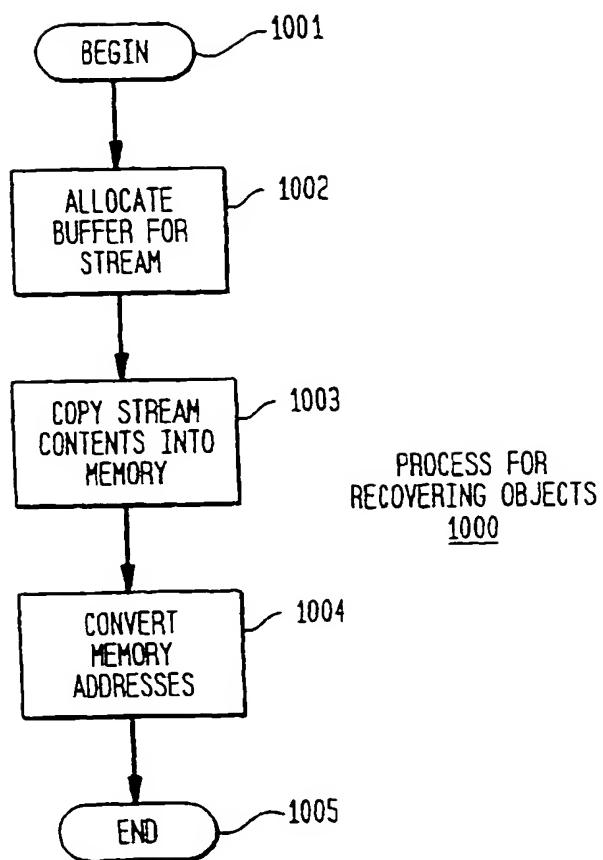 BEGIN
1001
ALLOCATE
BUFFER FOR
STREAM
1002
COPY STREAM
CONTENTS INTO
MEMORY
1003
PROCESS FOR
RECOVERING OBJECTS
1000
CONVERT
MEMORY
ADDRESSES
1004
END
1005